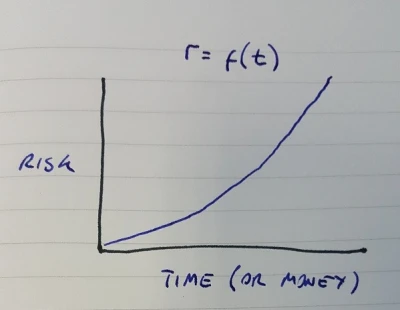 r = f(t)
RISK
TIME (OR MONEY)